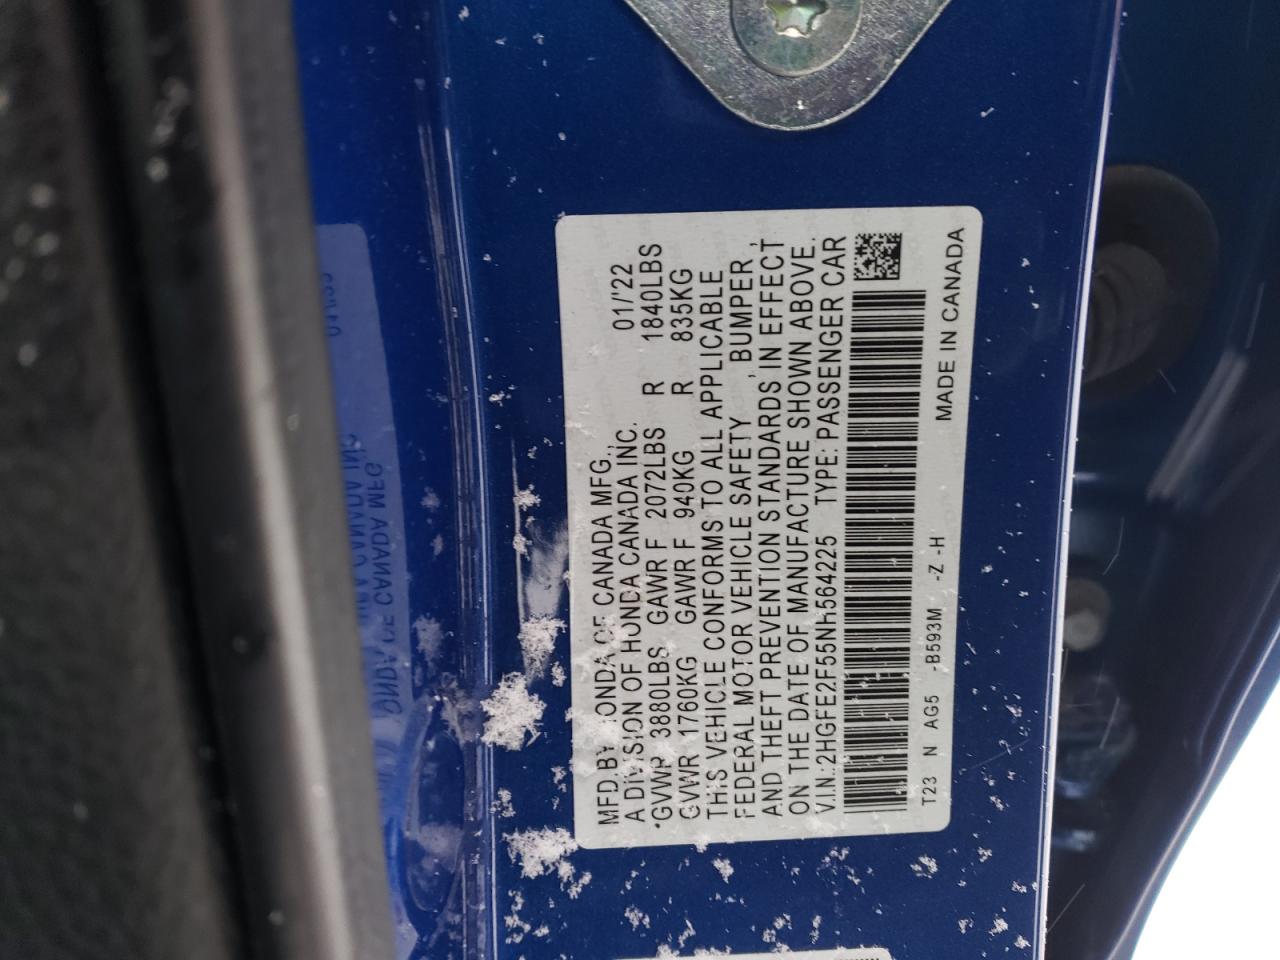 MFD.BY HONDA OF CANADA MFG., 01/'22
A DIVISION OF HONDA CANADA INC.
*GVWR 3880LBS GAWR F 2072LBS R 1840LBS
GVWR 1760KG GAWR F 940KG R 835KG
THIS VEHICLE CONFORMS TO ALL APPLICABLE
FEDERAL MOTOR VEHICLE SAFETY , BUMPER ,
AND THEFT PREVENTION STANDARDS IN EFFECT
ON THE DATE OF MANUFACTURE SHOWN ABOVE.
V.I.N.:2HGFE2F55NH564225 TYPE: PASSENGER CAR
T23 N AG5 -B593M -Z -H MADE IN CANADA